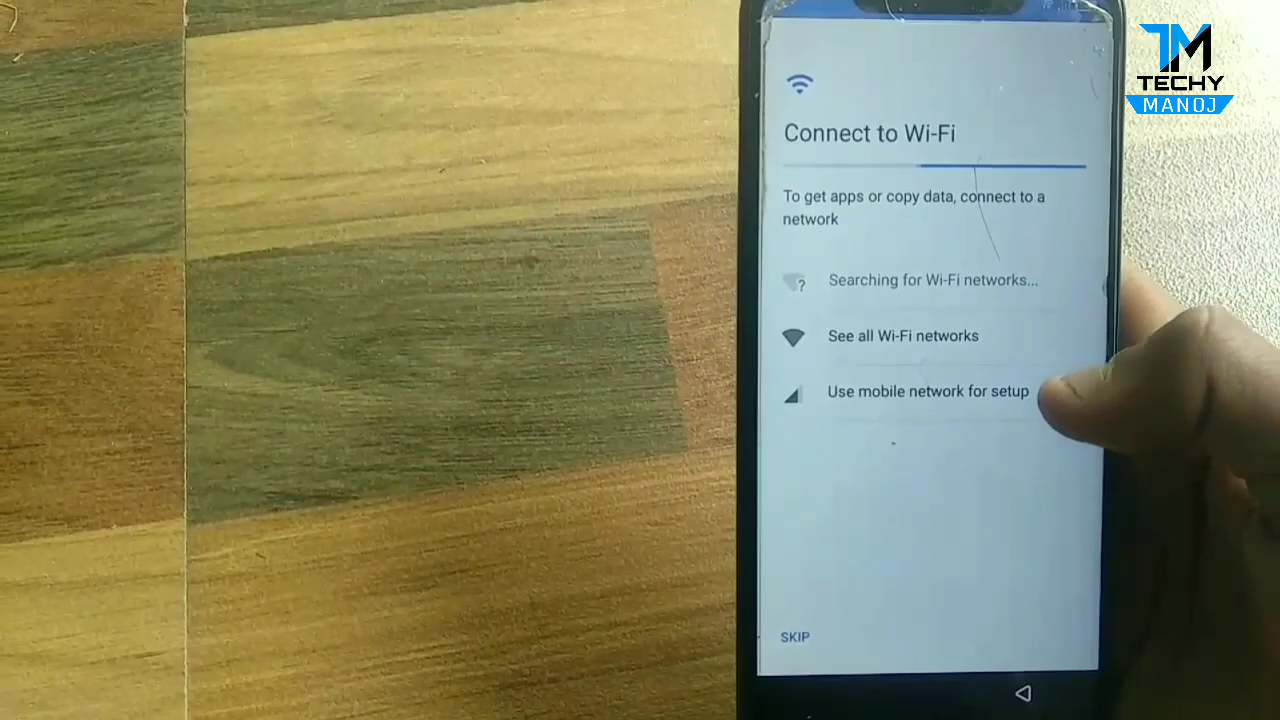 TM
TECHY
MANOJ
Connect to Wi-Fi
To get apps or copy data, connect to a
network
Searching for Wi-Fi networks...
See all Wi-Fi networks
Use mobile network for setup
SKIP